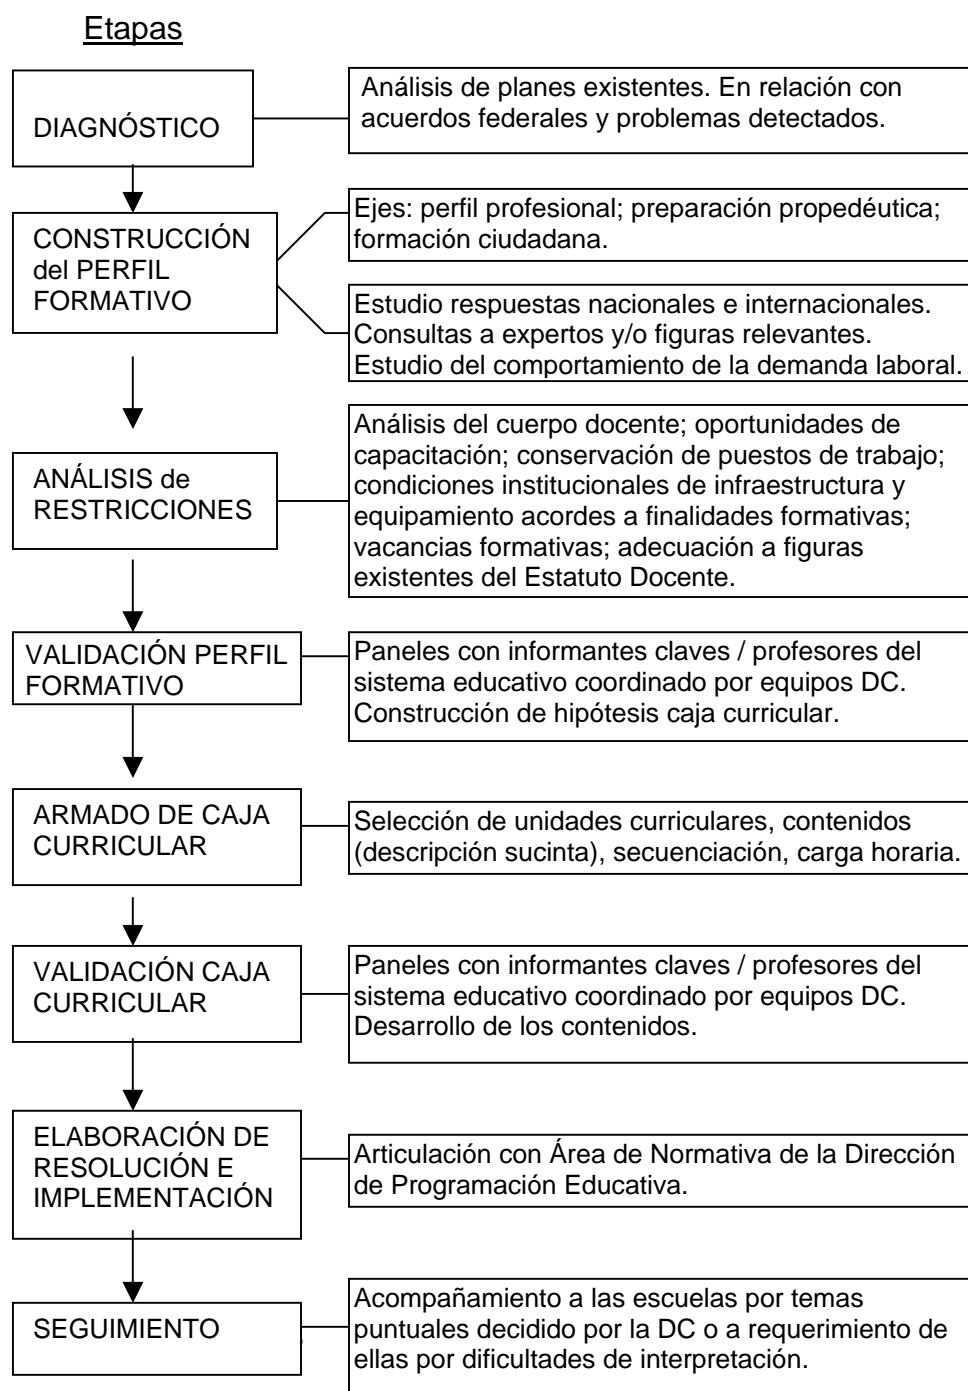 Etapas
DIAGNÓSTICO
Análisis de planes existentes. En relación con
acuerdos federales y problemas detectados.
CONSTRUCCIÓN
del PERFIL
FORMATIVO
Ejes: perfil profesional; preparación propedéutica;
formación ciudadana.
Estudio respuestas nacionales e internacionales.
Consultas a expertos y/o figuras relevantes.
Estudio del comportamiento de la demanda laboral.
ANÁLISIS de
RESTRICCIONES
Análisis del cuerpo docente; oportunidades de
capacitación; conservación de puestos de trabajo;
condiciones institucionales de infraestructura y
equipamiento acordes a finalidades formativas;
vacancias formativas; adecuación a figuras
existentes del Estatuto Docente.
VALIDACIÓN PERFIL
FORMATIVO
Paneles con informantes claves / profesores del
sistema educativo coordinado por equipos DC.
Construcción de hipótesis caja curricular.
ARMADO DE CAJA
CURRICULAR
Selección de unidades curriculares, contenidos
(descripción sucinta), secuenciación, carga horaria.
VALIDACIÓN CAJA
CURRICULAR
Paneles con informantes claves / profesores del
sistema educativo coordinado por equipos DC.
Desarrollo de los contenidos.
ELABORACIÓN DE
RESOLUCIÓN E
IMPLEMENTACIÓN
Articulación con Área de Normativa de la Dirección
de Programación Educativa.
SEGUIMIENTO
Acompañamiento a las escuelas por temas
puntuales decidido por la DC o a requerimiento de
ellas por dificultades de interpretación.